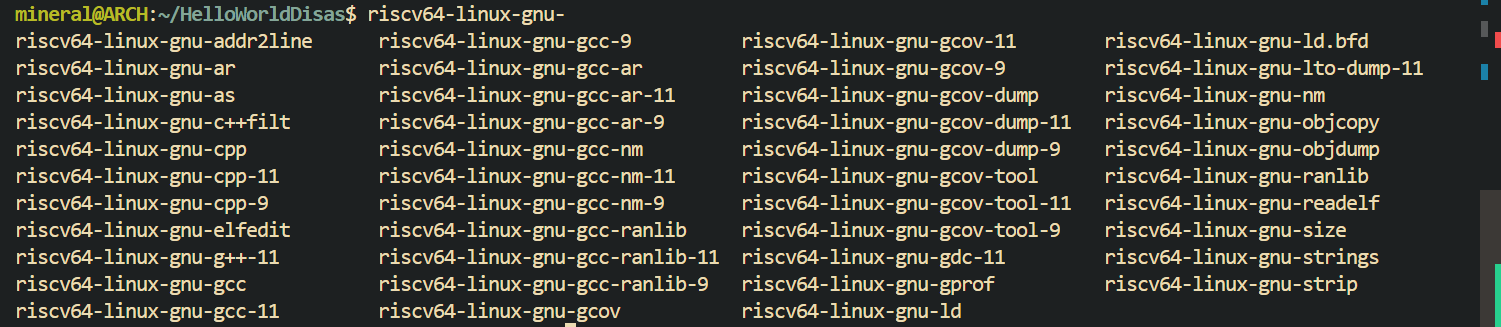 mineral@ARCH:~/HelloWorldDisas$ riscv64-linux-gnu-
riscv64-linux-gnu-addr2line riscv64-linux-gnu-gcc-9 riscv64-linux-gnu-gcov-11 riscv64-linux-gnu-ld.bfd
riscv64-linux-gnu-ar riscv64-linux-gnu-gcc-ar riscv64-linux-gnu-gcov-9 riscv64-linux-gnu-lto-dump-11
riscv64-linux-gnu-as riscv64-linux-gnu-gcc-ar-11 riscv64-linux-gnu-gcov-dump riscv64-linux-gnu-nm
riscv64-linux-gnu-c++filt riscv64-linux-gnu-gcc-ar-9 riscv64-linux-gnu-gcov-dump-11 riscv64-linux-gnu-objcopy
riscv64-linux-gnu-cpp riscv64-linux-gnu-gcc-nm riscv64-linux-gnu-gcov-dump-9 riscv64-linux-gnu-objdump
riscv64-linux-gnu-cpp-11 riscv64-linux-gnu-gcc-nm-11 riscv64-linux-gnu-gcov-tool riscv64-linux-gnu-ranlib
riscv64-linux-gnu-cpp-9 riscv64-linux-gnu-gcc-nm-9 riscv64-linux-gnu-gcov-tool-11 riscv64-linux-gnu-readelf
riscv64-linux-gnu-elfedit riscv64-linux-gnu-gcc-ranlib riscv64-linux-gnu-gcov-tool-9 riscv64-linux-gnu-size
riscv64-linux-gnu-g++-11 riscv64-linux-gnu-gcc-ranlib-11 riscv64-linux-gnu-gdc-11 riscv64-linux-gnu-strings
riscv64-linux-gnu-gcc riscv64-linux-gnu-gcc-ranlib-9 riscv64-linux-gnu-gprof riscv64-linux-gnu-strip
riscv64-linux-gnu-gcc-11 riscv64-linux-gnu-gcov riscv64-linux-gnu-ld